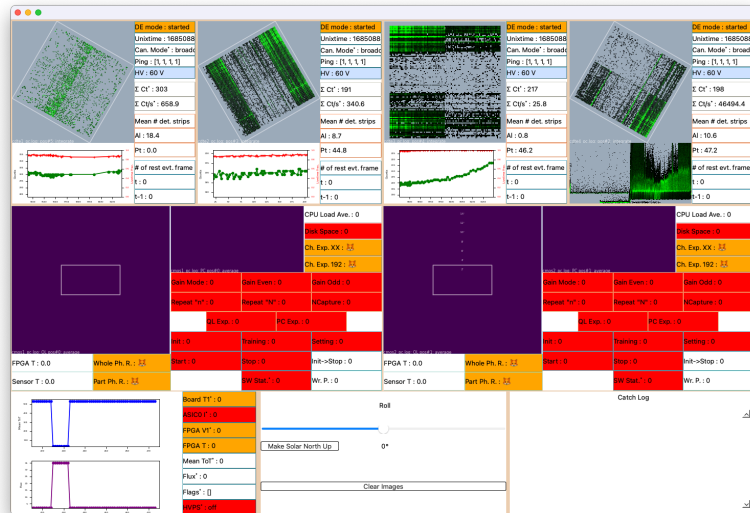 DE mode : started
Unixtime : 1685088
Can. Mode* : broadc
Ping : [1, 1, 1, 1]
HV : 60 V
Σ Ct* : 303
Σ Ct/s* : 658.9
Mean # det. strips
Al : 18.4
Pt : 0.0
# of rest evt. frame
t : 0
t-1 : 0
DE mode : started
Unixtime : 1685088
Can. Mode* : broadc
Ping : [1, 1, 1, 1]
HV : 60 V
Σ Ct* : 191
Σ Ct/s* : 340.6
Mean # det. strips
Al : 8.7
Pt : 44.8
# of rest evt. frame
t : 0
t-1 : 0
DE mode : started
Unixtime : 1685088
Can. Mode* : broadc
Ping : [1, 1, 1, 1]
HV : 60 V
Σ Ct* : 217
Σ Ct/s* : 25.8
Mean # det. strips
Al : 0.8
Pt : 46.2
# of rest evt. frame
t : 0
t-1 : 0
DE mode : started
Unixtime : 1685088
Can. Mode* : broadc
Ping : [1, 1, 1, 1]
HV : 60 V
Σ Ct* : 198
Σ Ct/s* : 46494.4
Mean # det. strips
Al : 10.6
Pt : 47.2
# of rest evt. frame
t : 0
t-1 : 0
CPU Load Ave. : 0
Disk Space : 0
Ch. Exp. XX :
Ch. Exp. 192 :
Gain Mode : 0 Gain Even : 0 Gain Odd : 0
Repeat "n" : 0 Repeat "N" : 0 NCapture : 0
QL Exp. : 0 PC Exp. : 0
Init : 0 Training : 0 Setting : 0
Start : 0 Stop : 0 Init->Stop : 0
SW Stat.* : 0 Wr. P. : 0
FPGA T : 0.0 Whole Ph. R. :
Sensor T : 0.0 Part Ph. R. :
CPU Load Ave. : 0
Disk Space : 0
Ch. Exp. XX :
Ch. Exp. 192 :
Gain Mode : 0 Gain Even : 0 Gain Odd : 0
Repeat "n" : 0 Repeat "N" : 0 NCapture : 0
QL Exp. : 0 PC Exp. : 0
Init : 0 Training : 0 Setting : 0
Start : 0 Stop : 0 Init->Stop : 0
SW Stat.* : 0 Wr. P. : 0
FPGA T : 0.0 Whole Ph. R. :
Sensor T : 0.0 Part Ph. R. :
Board T1* : 0
ASIC0 I* : 0
FPGA V1* : 0
FPGA T : 0
Mean ToT* : 0
Flux* : 0
Flags* : []
HVPS* : off
Roll
Make Solar North Up 0°
Clear Images
Catch Log